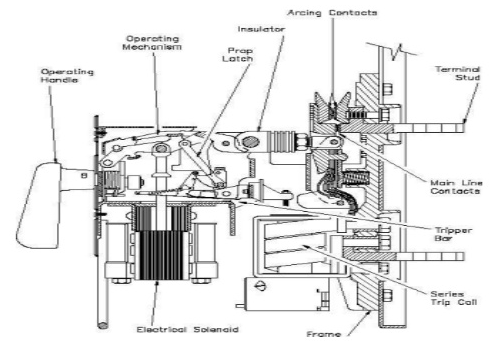 Arcing Contacts
Operating
Mechanism
Insulator
Prop
Latch
Operating
Handle
Terminal
Stud
Main Line
Contacts
Tripper
Bar
Series
Trip Coil
Electrical Solenoid
Frame